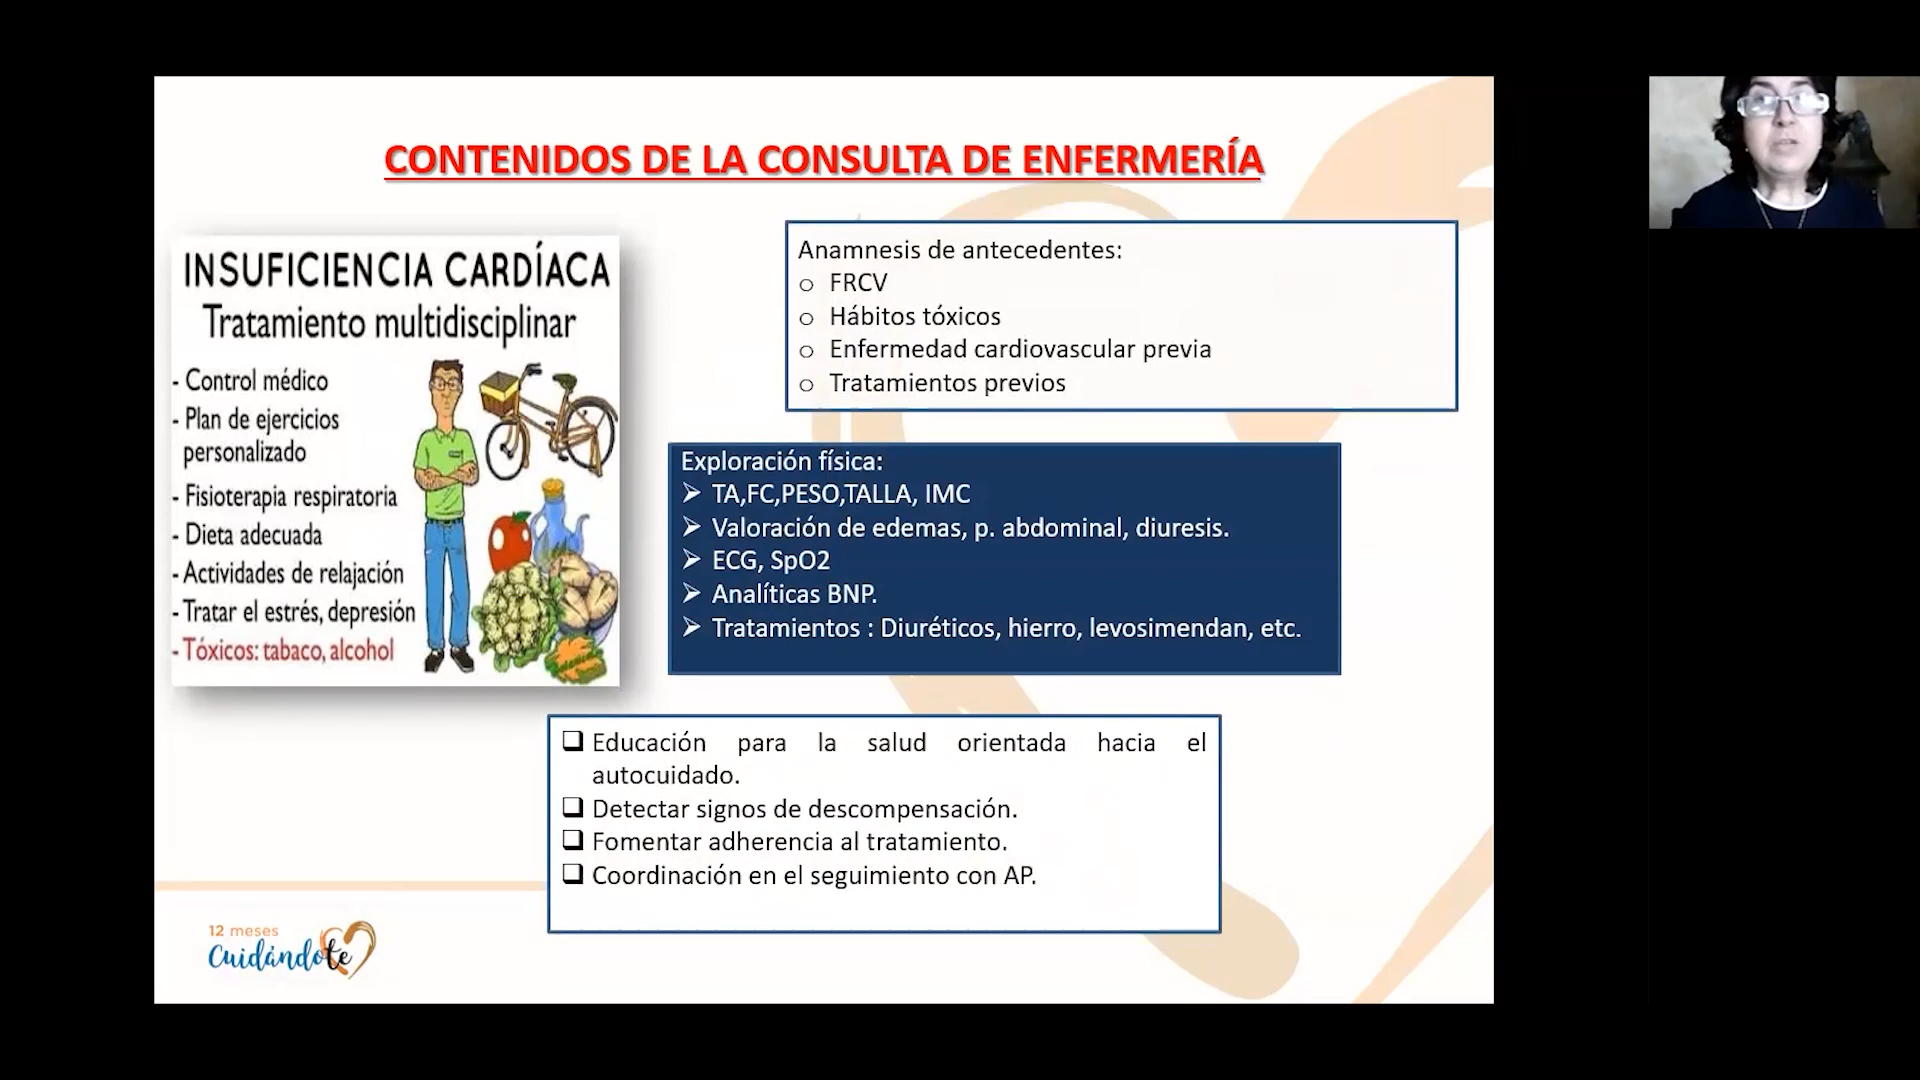 CONTENIDOS DE LA CONSULTA DE ENFERMERÍA
INSUFICIENCIA CARDÍACA
Tratamiento multidisciplinar
- Control médico
- Plan de ejercicios
personalizado
- Fisioterapia respiratoria
- Dieta adecuada
- Actividades de relajación
- Tratar el estrés, depresión
- Tóxicos: tabaco, alcohol
Anamnesis de antecedentes:
o FRCV
o Hábitos tóxicos
o Enfermedad cardiovascular previa
o Tratamientos previos
Exploración física:
➢ TA,FC,PESO,TALLA, IMC
➢ Valoración de edemas, p. abdominal, diuresis.
➢ ECG, SpO2
➢ Analíticas BNP.
➢ Tratamientos : Diuréticos, hierro, levosimendan, etc.
❑ Educación para la salud orientada hacia el
autocuidado.
❑ Detectar signos de descompensación.
❑ Fomentar adherencia al tratamiento.
❑ Coordinación en el seguimiento con AP.
12 meses
Cuidándote